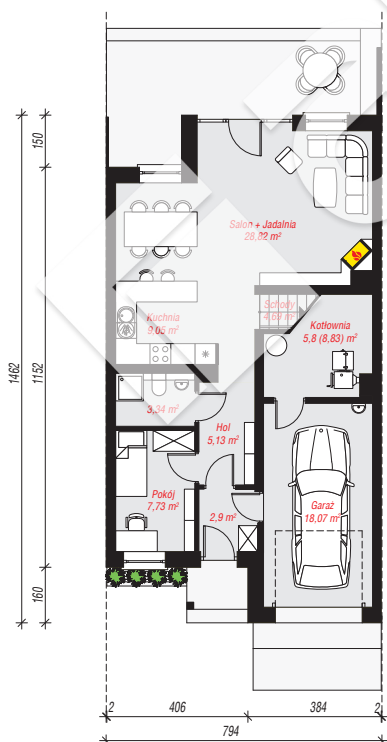 150
Salon + Jadalnia
28,92 m²
Schody
4,69 m²
Kuchnia
9,05 m²
Kotłownia
5,8 (8,83) m²
1462
1152
3,34 m²
Hol
5,13 m²
Pokój
7,73 m²
Garaż
18,07 m²
2,9 m²
160
2
406
384
2
794